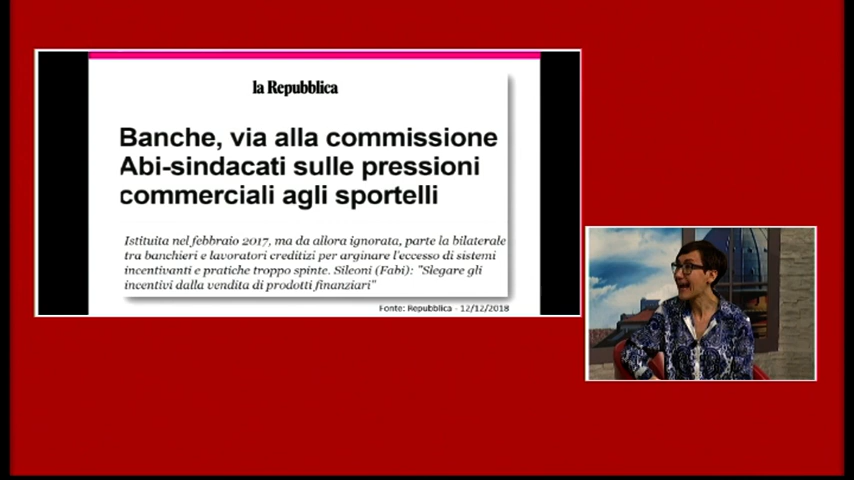 la Repubblica
Banche, via alla commissione
Abi-sindacati sulle pressioni
commerciali agli sportelli
Istituita nel febbraio 2017, ma da allora ignorata, parte la bilaterale
tra banchieri e lavoratori creditizi per arginare l'eccesso di sistemi
incentivanti e pratiche troppo spinte. Sileoni (Fabi): "Slegare gli
incentivi dalla vendita di prodotti finanziari"
Fonte: Repubblica - 12/12/2018